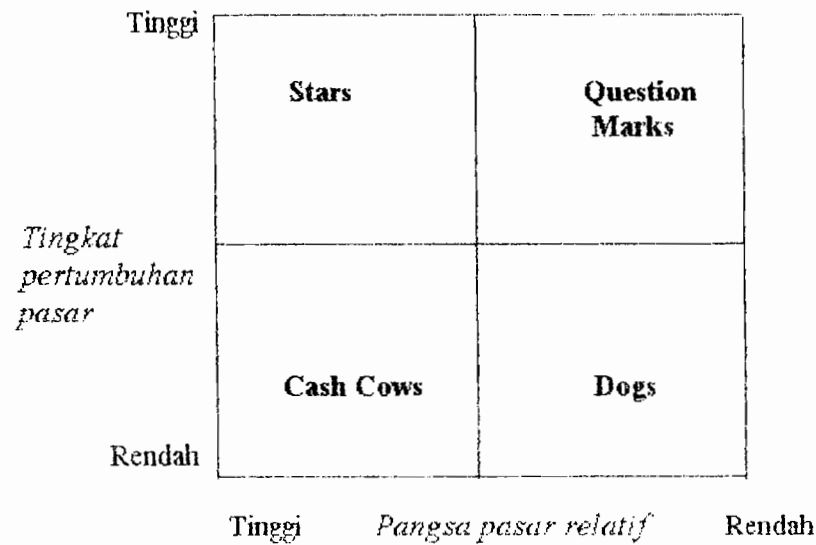 Tinggi
Stars
Question
Marks
Tingkat
pertumbuhan
pasar
Cash Cows
Dogs
Rendah
Tinggi
Pangsa pasar relatif
Rendah